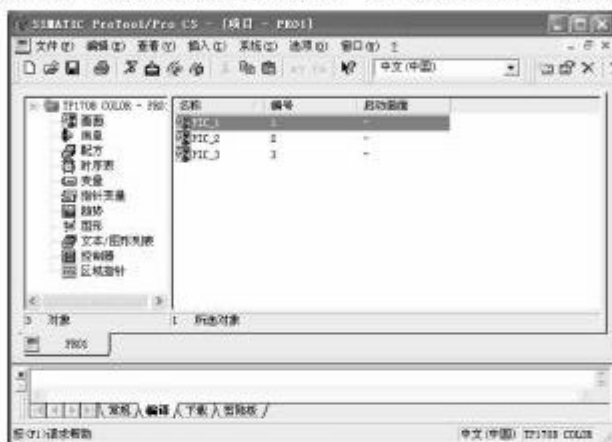 SIMATIC ProTool/Pro CS - [项目 - PRO1]
文件(F) 编辑(E) 查看(V) 插入(I) 系统(S) 选项(O) 窗口(W) ?
中文(中国)
TP170B COLOR - PRO
画面
消息
配方
时序表
变量
指针变量
趋势
图形
文本/图形列表
控制器
区域指针
名称 编号 启动画面
PIC_1 1 -
PIC_2 2
PIC_3 3 -
3 对象 1 所选对象
PRO1
常规 编译 下载 剪贴板
按(F1)请求帮助 中文(中国) TP170B COLOR